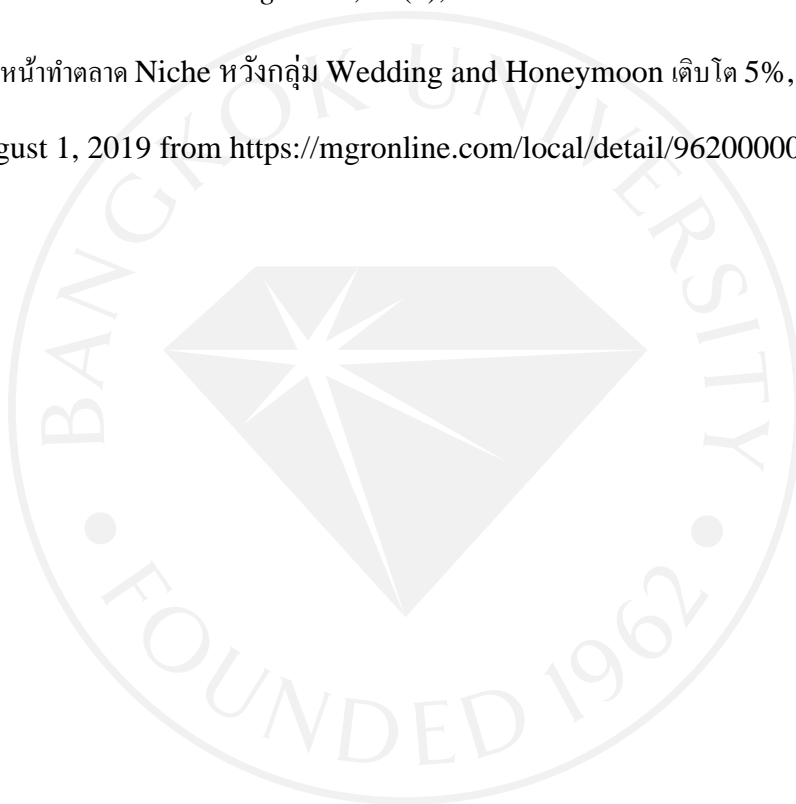 หน้าทำตลาด Niche หวังกลุ่ม Wedding and Honeymoon เติบโต 5%,
gust 1, 2019 from https://mgronline.com/local/detail/96200000
BANGKOK UNIVERSITY
FOUNDED 1962